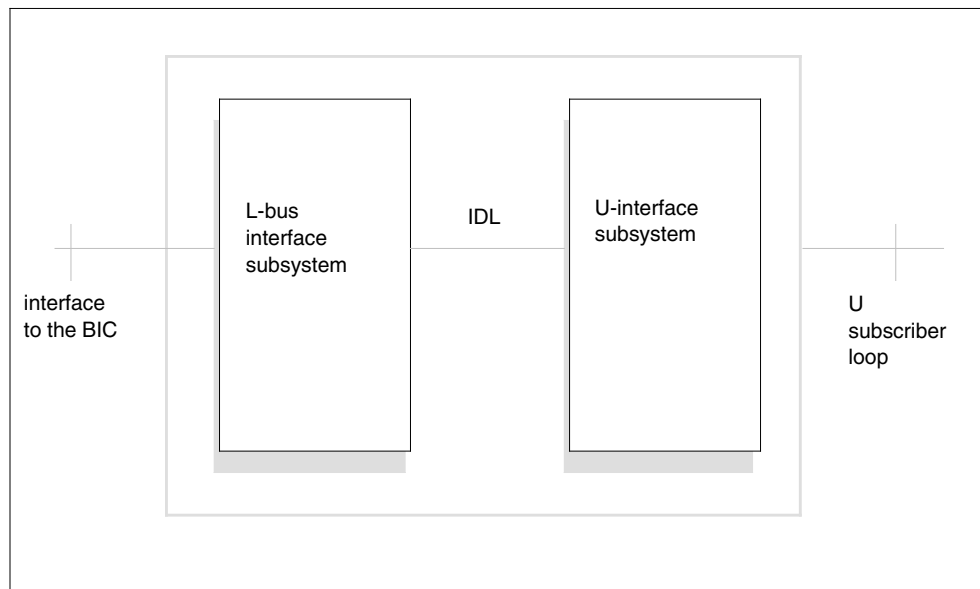 L-bus
interface
subsystem
IDL
U-interface
subsystem
interface
to the BIC
U
subscriber
loop